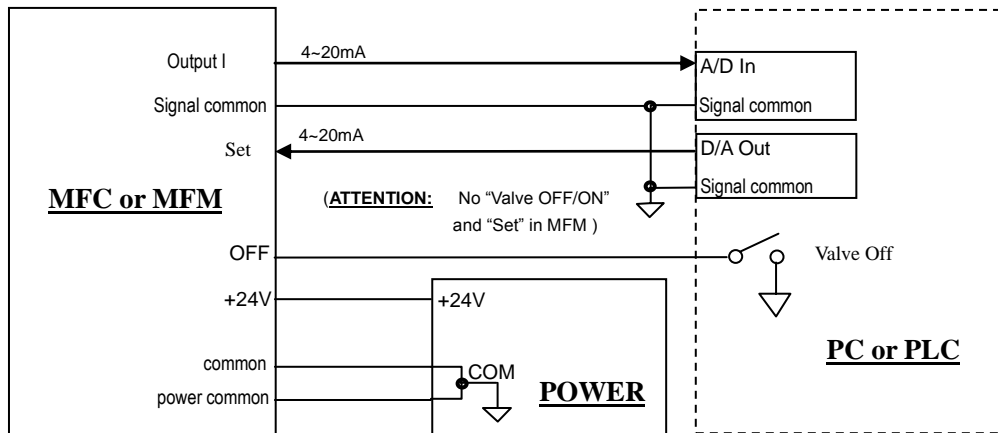 Output I
4~20mA
A/D In
Signal common
Signal common
Set
4~20mA
D/A Out
Signal common
MFC or MFM
(ATTENTION: No “Valve OFF/ON”
and “Set” in MFM )
OFF
Valve Off
+24V
+24V
PC or PLC
common
COM
POWER
power common